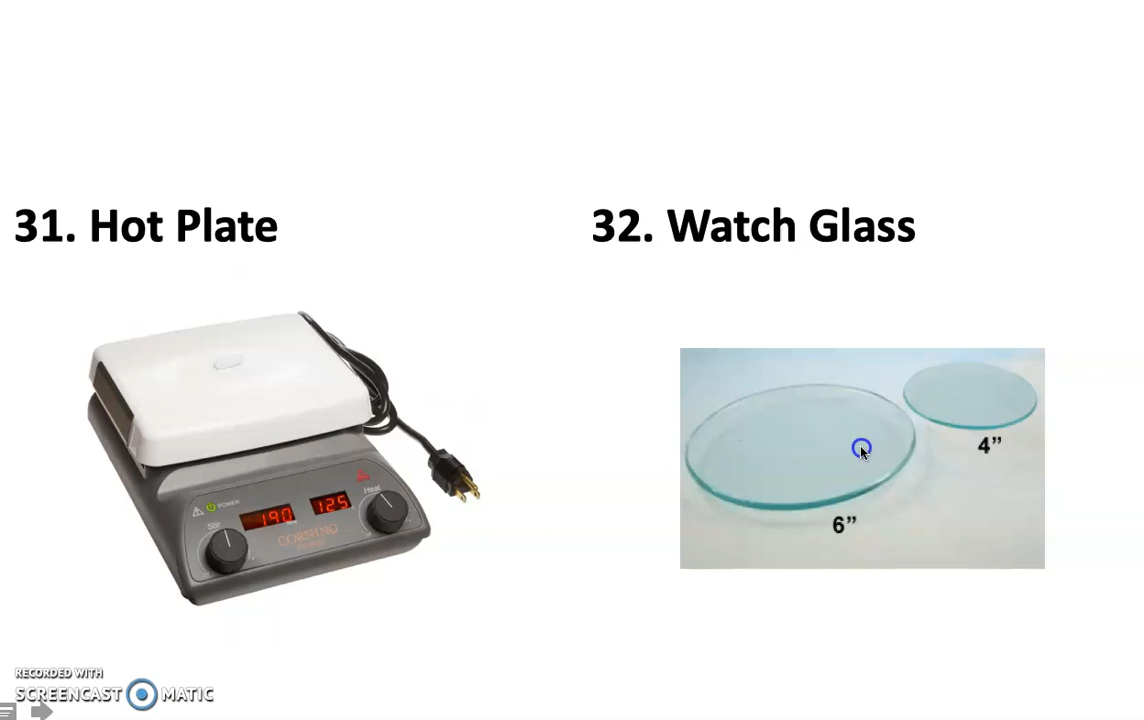 31. Hot Plate
32. Watch Glass
POWER
Stir
190
125
Heat
CORNING
4”
6”
RECORDED WITH
SCREENCAST MATIC